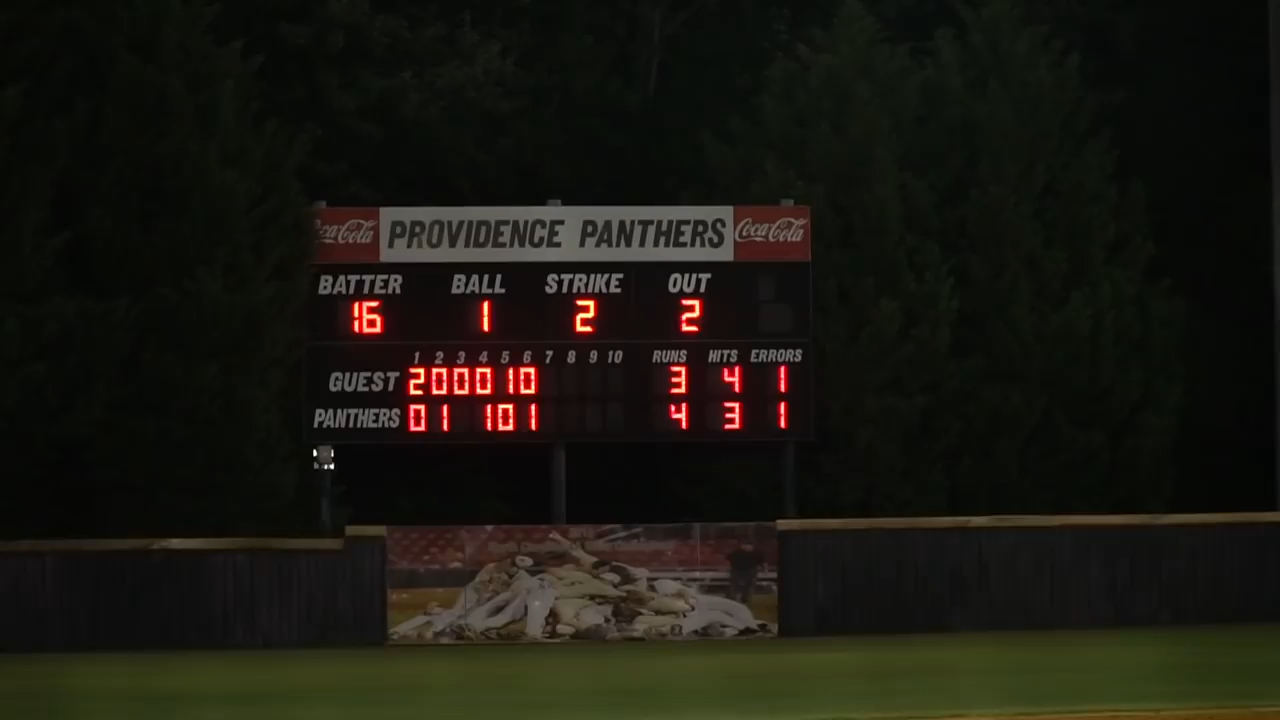 Coca-Cola PROVIDENCE PANTHERS Coca-Cola
BATTER BALL STRIKE OUT
16 1 2 2
1 2 3 4 5 6 7 8 9 10 RUNS HITS ERRORS
GUEST 2 0 0 0 1 0 3 4 1
PANTHERS 0 1 1 0 1 4 3 1